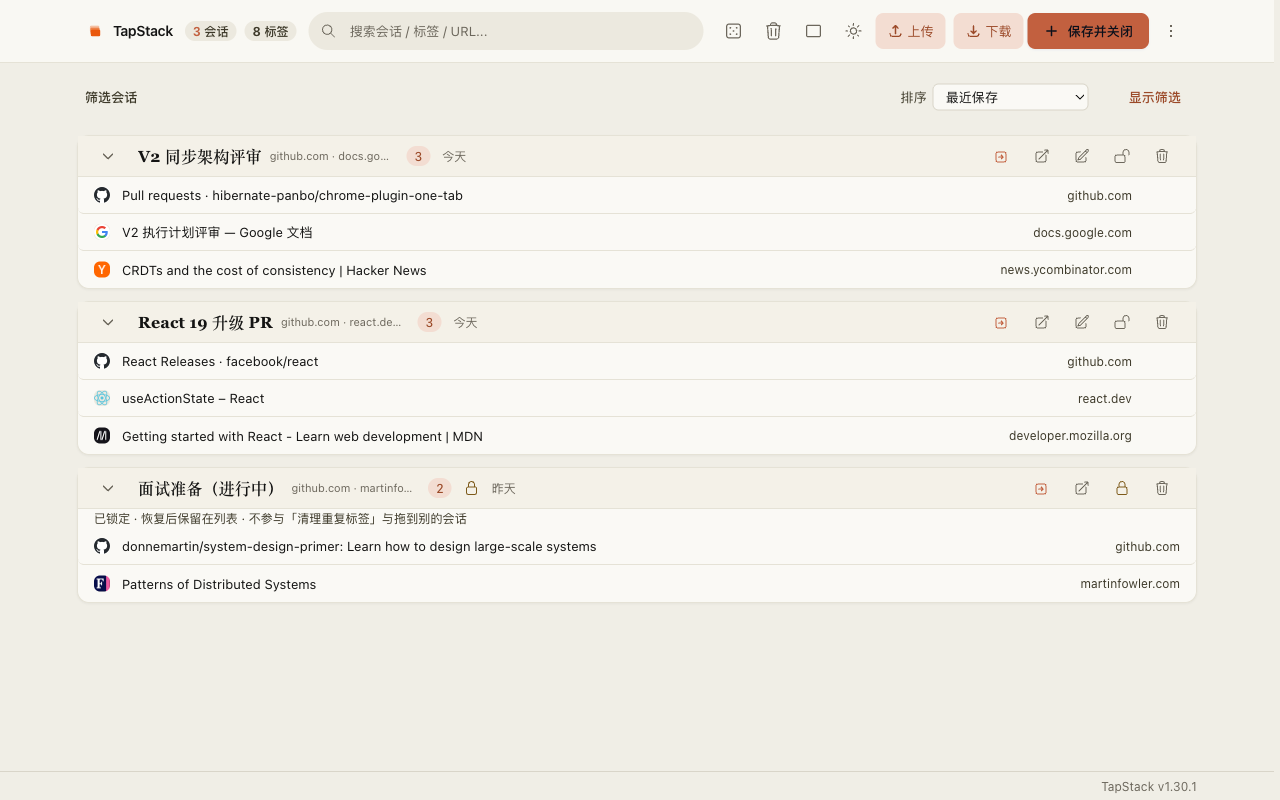 TapStack 3 会话 8 标签 搜索会话 / 标签 / URL... 上传 下载 保存并关闭
筛选会话 排序 最近保存 显示筛选
V2 同步架构评审 github.com · docs.go... 3 今天
Pull requests · hibernate-panbo/chrome-plugin-one-tab github.com
V2 执行计划评审 — Google 文档 docs.google.com
CRDTs and the cost of consistency | Hacker News news.ycombinator.com
React 19 升级 PR github.com · react.de... 3 今天
React Releases · facebook/react github.com
useActionState – React react.dev
Getting started with React - Learn web development | MDN developer.mozilla.org
面试准备（进行中） github.com · martinfo... 2 昨天
已锁定 · 恢复后保留在列表 · 不参与「清理重复标签」与拖到别的会话
donnemartin/system-design-primer: Learn how to design large-scale systems github.com
Patterns of Distributed Systems martinfowler.com
TapStack v1.30.1